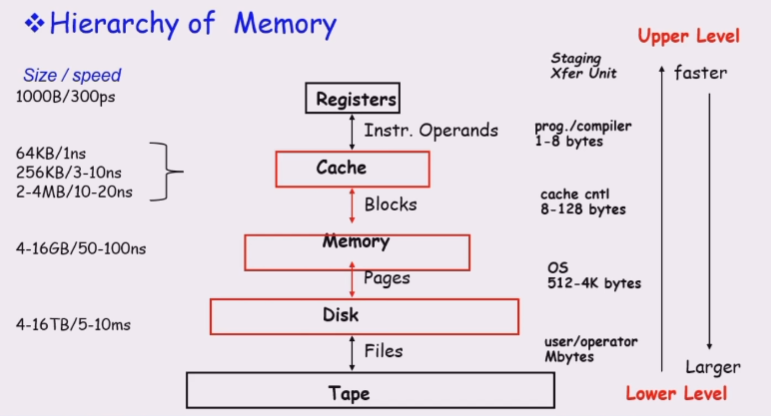 ❖Hierarchy of Memory
Upper Level
Size / speed
1000B/300ps
Staging
Xfer Unit
faster
Registers
Instr. Operands
prog./compiler
1-8 bytes
64KB/1ns
256KB/3-10ns
2-4MB/10-20ns
Cache
Blocks
cache cntl
8-128 bytes
4-16GB/50-100ns
Memory
Pages
OS
512-4K bytes
4-16TB/5-10ms
Disk
Files
user/operator
Mbytes
Larger
Tape
Lower Level